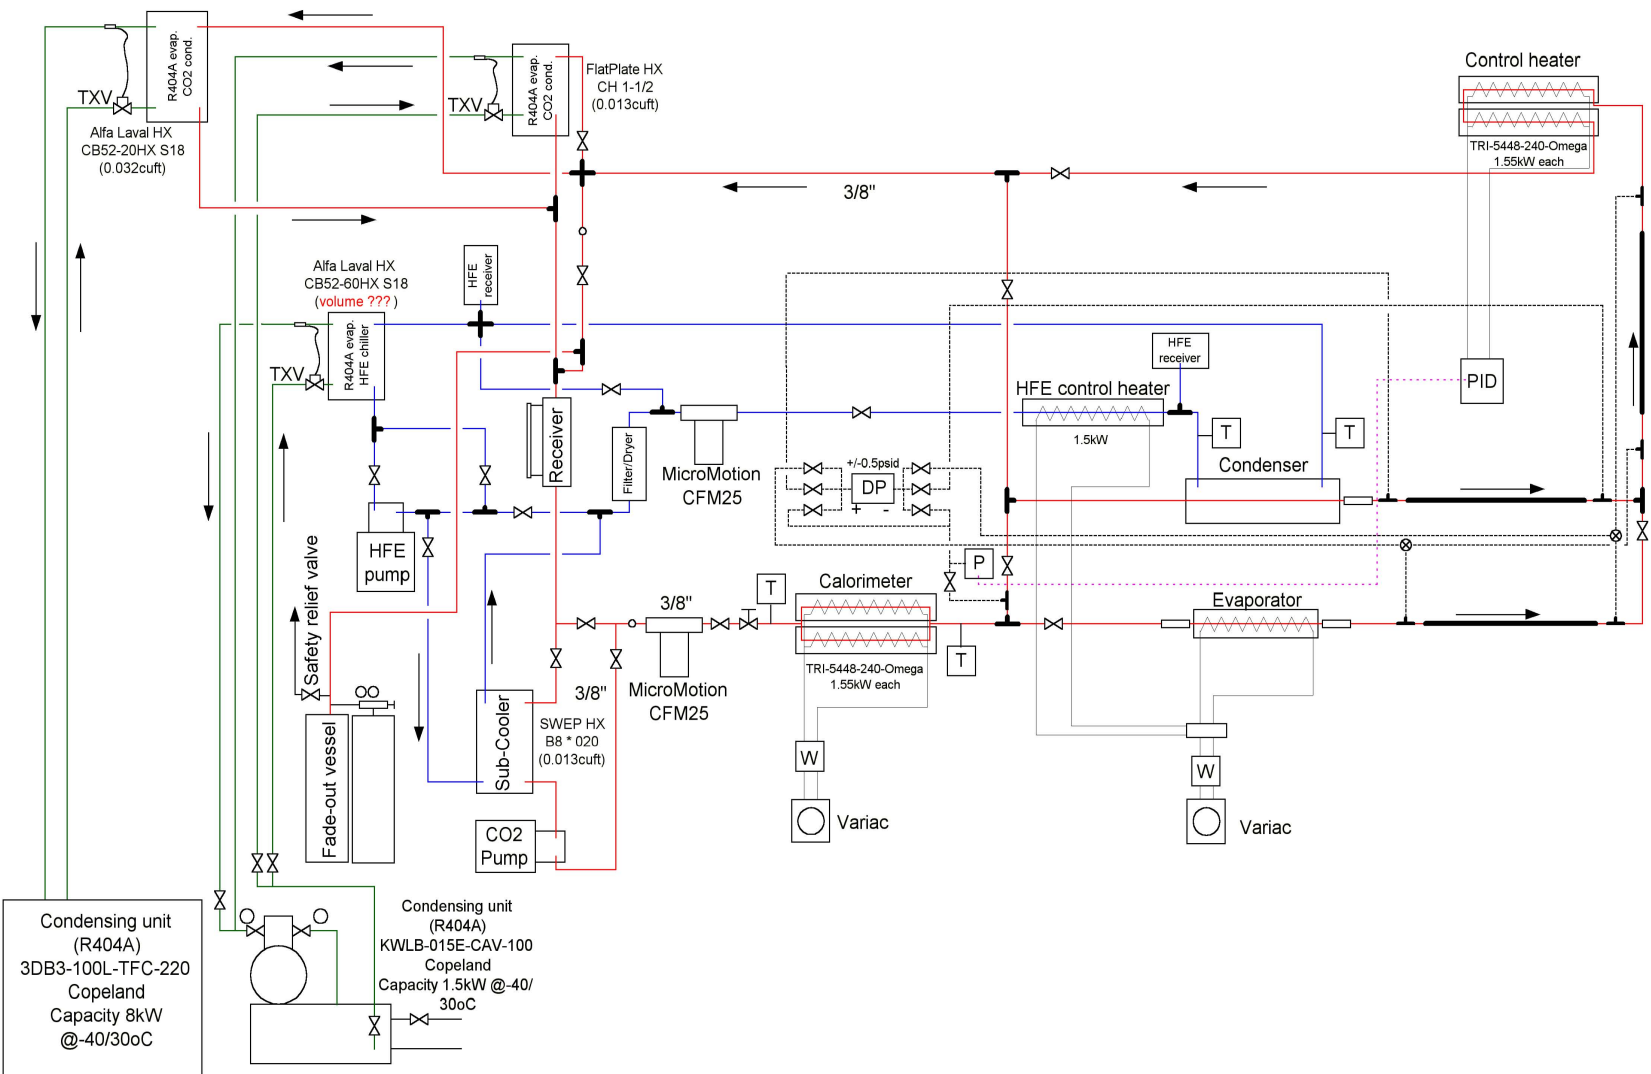 R404A evap.
CO2 cond.
TXV
Alfa Laval HX
CB52-20HX S18
(0.032cuft)
R404A evap.
CO2 cond.
TXV
FlatPlate HX
CH 1-1/2
(0.013cuft)
Control heater
TRI-5448-240-Omega
1.55kW each
3/8"
Alfa Laval HX
CB52-60HX S18
(volume ???)
R404A evap.
HFE chiller
TXV
HFE
receiver
HFE
receiver
HFE control heater
1.5kW
PID
T
T
Condenser
Receiver
Filter/Dryer
MicroMotion
CFM25
+/-0.5psid
DP
+ -
P
HFE
pump
Safety relief valve
Fade-out vessel
Sub-Cooler
SWEP HX
B8 * 020
(0.013cuft)
3/8"
3/8"
MicroMotion
CFM25
T
Calorimeter
TRI-5448-240-Omega
1.55kW each
T
Evaporator
W
Variac
W
Variac
CO2
Pump
Condensing unit
(R404A)
3DB3-100L-TFC-220
Copeland
Capacity 8kW
@-40/30oC
Condensing unit
(R404A)
KWLB-015E-CAV-100
Copeland
Capacity 1.5kW @-40/
30oC